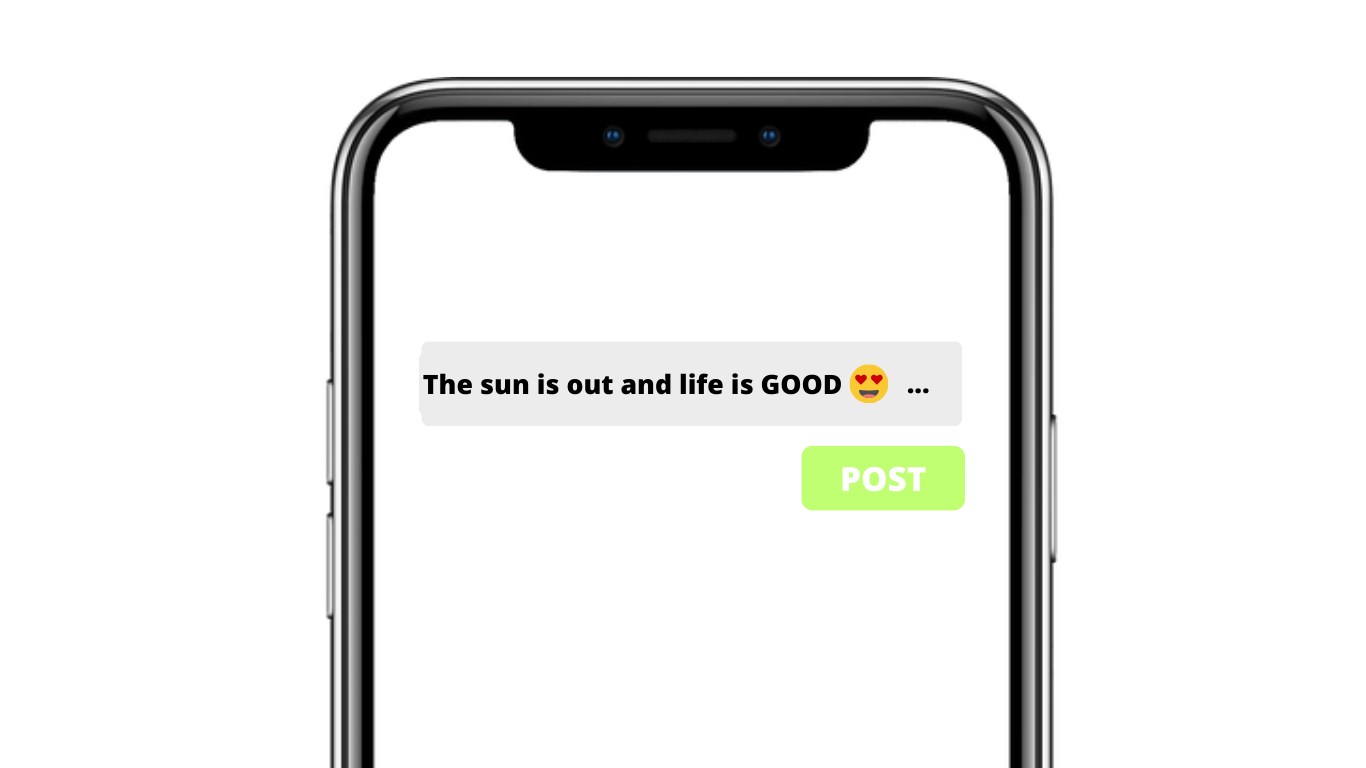 The sun is out and life is GOOD 😍 ...
POST